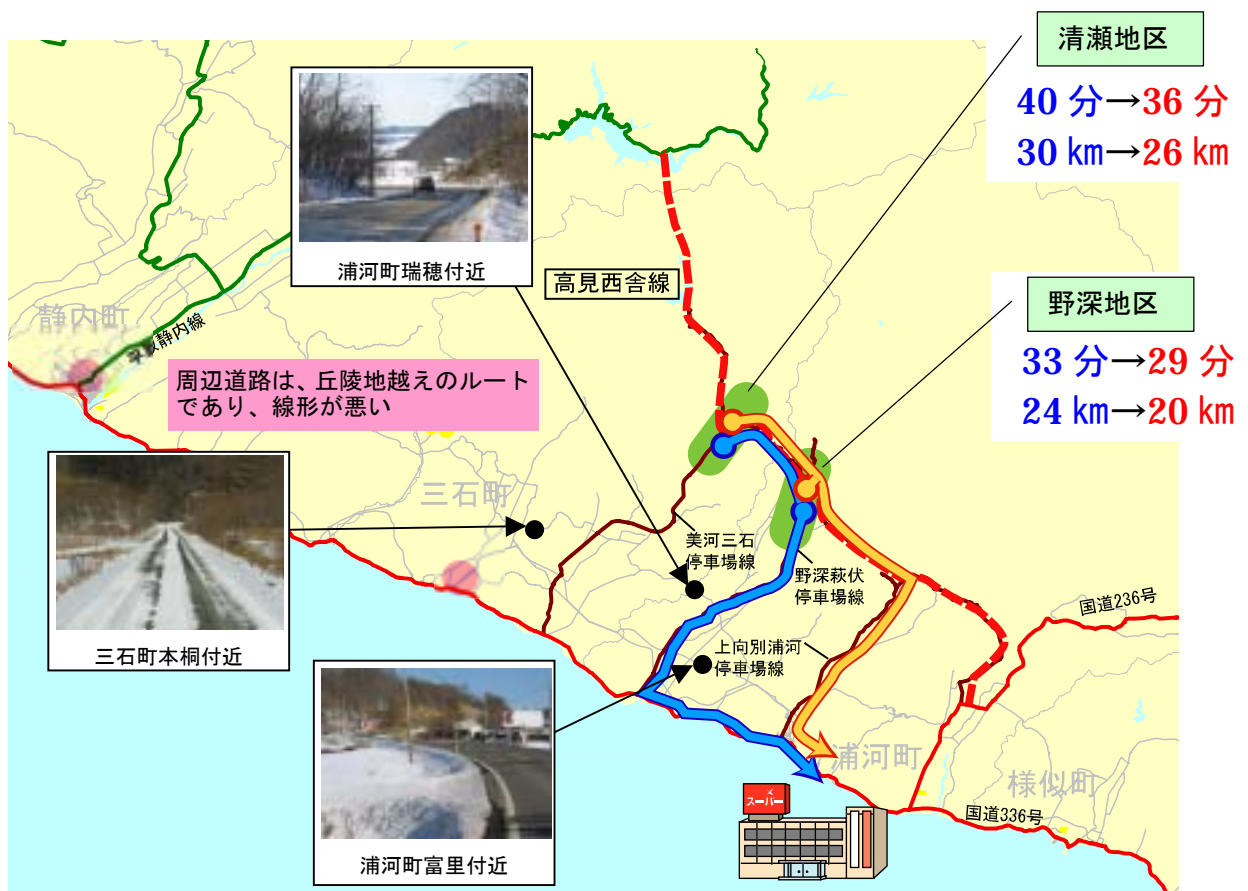 清瀬地区
40 分→36 分
30 ㎞→26 ㎞
浦河町瑞穂付近
高見西舎線
野深地区
33 分→29 分
24 ㎞→20 ㎞
静内町
静内線
周辺道路は、丘陵地越えのルート
であり、線形が悪い
三石町
美河三石
停車場線
野深萩伏
停車場線
国道236号
三石町本桐付近
上向別浦河
停車場線
浦河町
様似町
国道336号
スーパー
浦河町富里付近